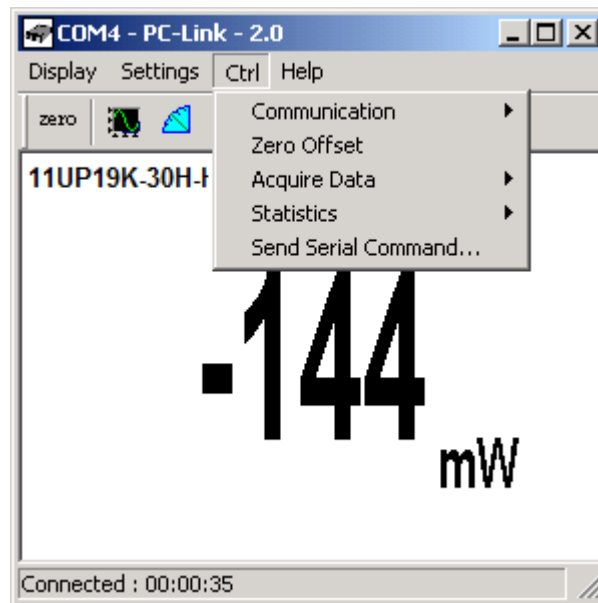 COM4 - PC-Link - 2.0
Display Settings Ctrl Help
zero
Communication
Zero Offset
Acquire Data
Statistics
Send Serial Command...
11UP19K-30H-H
-144
mW
Connected : 00:00:35